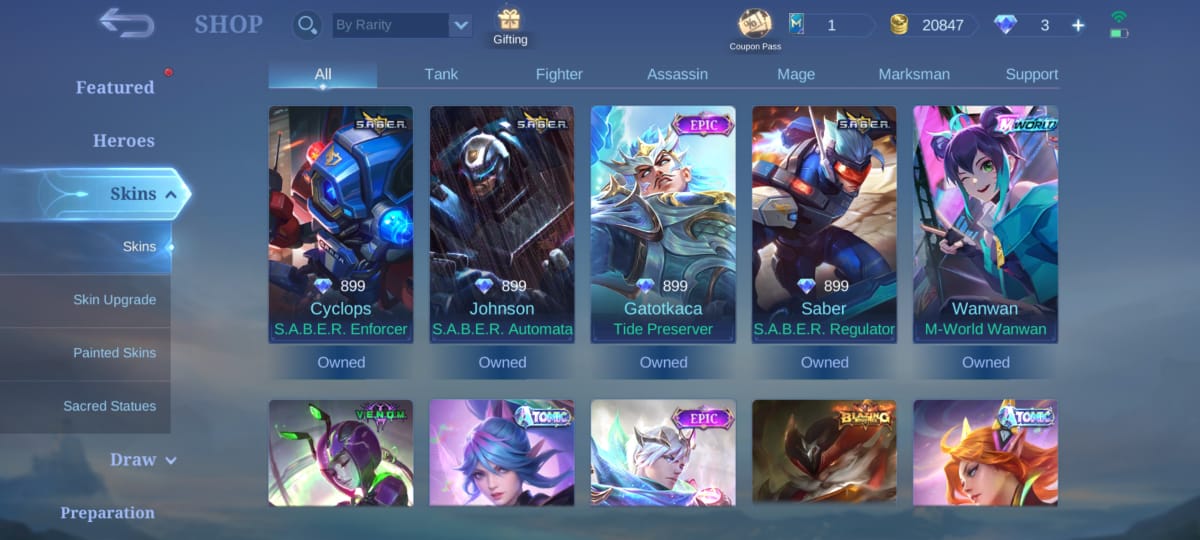 SHOP
By Rarity
Gifting
Coupon Pass
1
20847
3
Featured
Heroes
Skins
Skins
Skin Upgrade
Painted Skins
Sacred Statues
Draw
Preparation
All
Tank
Fighter
Assassin
Mage
Marksman
Support
S.A.B.E.R.
899
Cyclops
S.A.B.E.R. Enforcer
Owned
S.A.B.E.R.
899
Johnson
S.A.B.E.R. Automata
Owned
EPIC
899
Gatotkaca
Tide Preserver
Owned
S.A.B.E.R.
899
Saber
S.A.B.E.R. Regulator
Owned
M-WORLD
Wanwan
M-World Wanwan
Owned
V.E.N.O.M.
ATOMIC
EPIC
BLAZING
ATOMIC